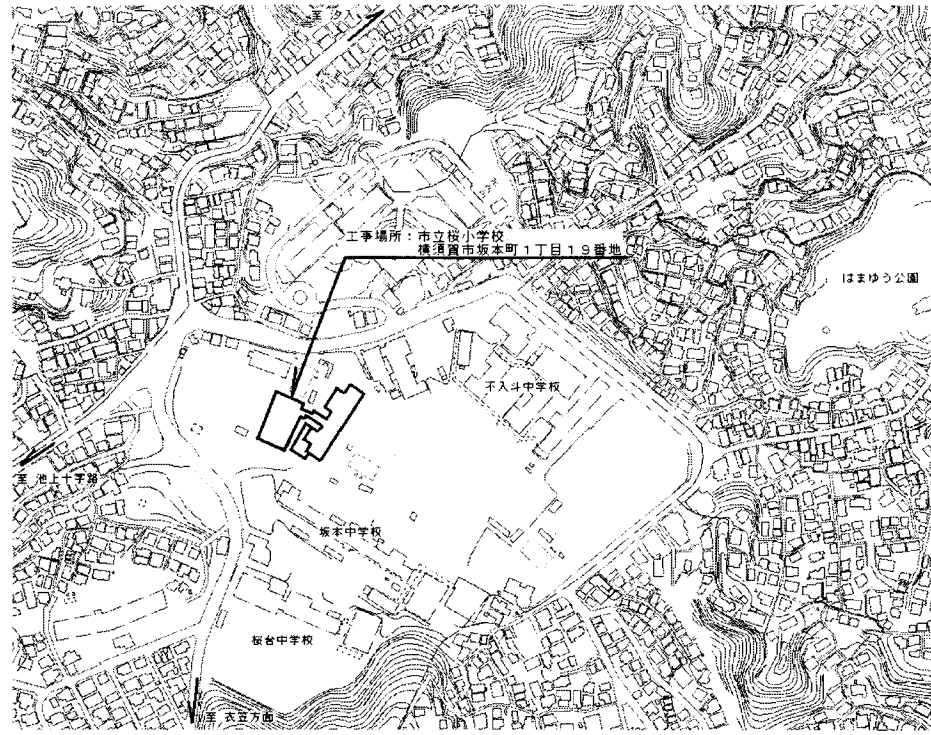 至 汐入
工事場所：市立桜小学校
横須賀市坂本町１丁目１９番地
はまゆう公園
不入斗中学校
至 池上十字路
坂本中学校
桜台中学校
至 衣笠方面